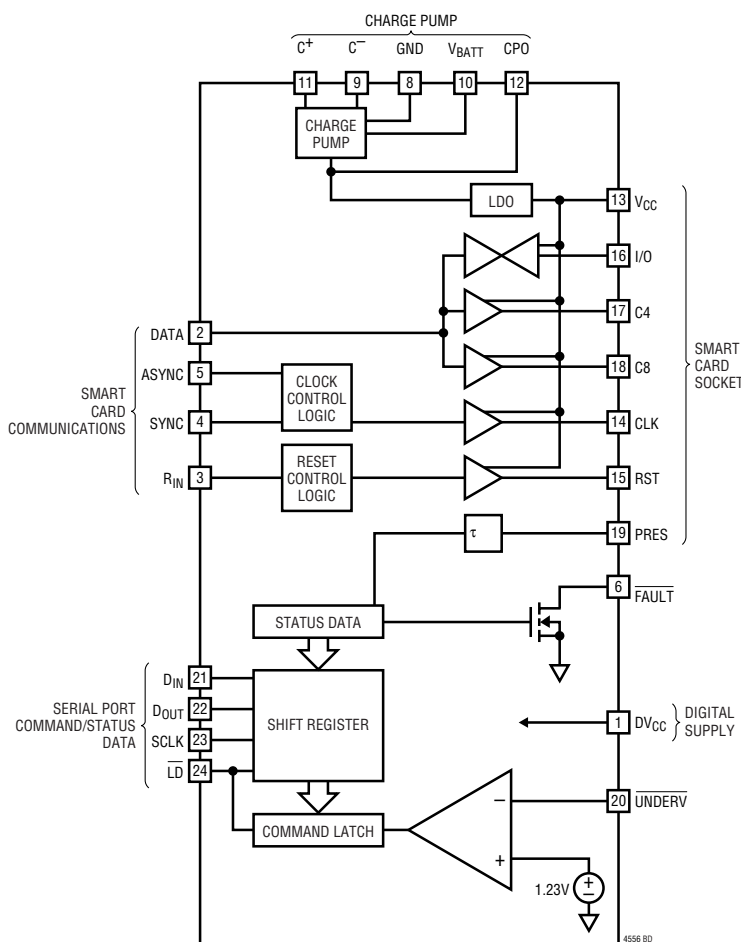 CHARGE PUMP
C+ C− GND VBATT CPO
11 9 8 10 12
CHARGE
PUMP
LDO
13 VCC
16 I/O
17 C4
18 C8
14 CLK
15 RST
19 PRES
SMART
CARD
SOCKET
DATA 2
ASYNC 5
SYNC 4
RIN 3
SMART
CARD
COMMUNICATIONS
CLOCK
CONTROL
LOGIC
RESET
CONTROL
LOGIC
τ
6 FAULT
STATUS DATA
DIN 21
DOUT 22
SCLK 23
LD 24
SERIAL PORT
COMMAND/STATUS
DATA
SHIFT REGISTER
1 DVCC
DIGITAL
SUPPLY
20 UNDERV
COMMAND LATCH
−
+
1.23V
+
−
4556 BD